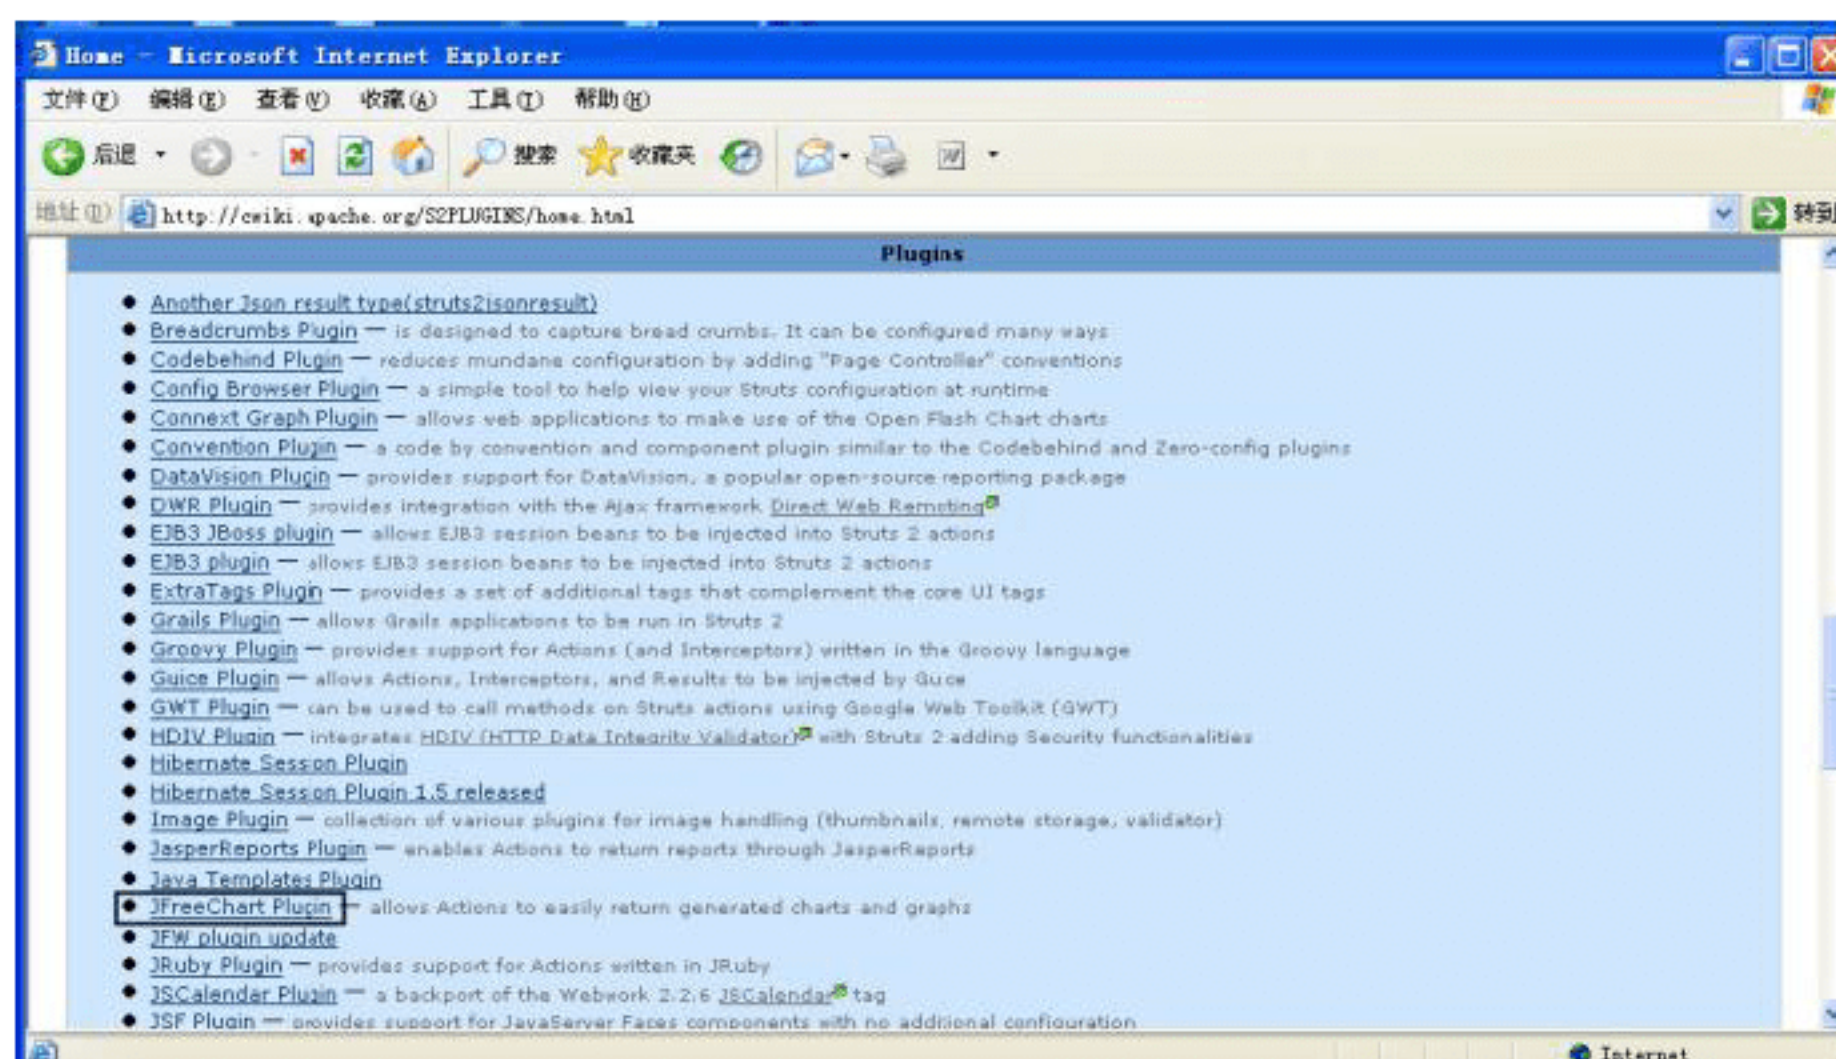 Home - Microsoft Internet Explorer
文件(F) 编辑(E) 查看(V) 收藏(A) 工具(T) 帮助(H)
后退 搜索 收藏夹
地址(D) http://cwiki.apache.org/S2PLUGINS/home.html 转到
Plugins
Another Json result type(struts2jsonresult)
Breadcrumbs Plugin — is designed to capture bread crumbs. It can be configured many ways
Codebehind Plugin — reduces mundane configuration by adding "Page Controller" conventions
Config Browser Plugin — a simple tool to help view your Struts configuration at runtime
Connext Graph Plugin — allows web applications to make use of the Open Flash Chart charts
Convention Plugin — a code by convention and component plugin similar to the Codebehind and Zero-config plugins
DataVision Plugin — provides support for DataVision, a popular open-source reporting package
DWR Plugin — provides integration with the Ajax framework Direct Web Remoting
EJB3 JBoss plugin — allows EJB3 session beans to be injected into Struts 2 actions
EJB3 plugin — allows EJB3 session beans to be injected into Struts 2 actions
ExtraTags Plugin — provides a set of additional tags that complement the core UI tags
Grails Plugin — allows Grails applications to be run in Struts 2
Groovy Plugin — provides support for Actions (and Interceptors) written in the Groovy language
Guice Plugin — allows Actions, Interceptors, and Results to be injected by Guice
GWT Plugin — can be used to call methods on Struts actions using Google Web Toolkit (GWT)
HDIV Plugin — integrates HDIV (HTTP Data Integrity Validator) with Struts 2 adding Security functionalities
Hibernate Session Plugin
Hibernate Session Plugin 1.5 released
Image Plugin — collection of various plugins for image handling (thumbnails, remote storage, validator)
JasperReports Plugin — enables Actions to return reports through JasperReports
Java Templates Plugin
JFreeChart Plugin — allows Actions to easily return generated charts and graphs
JFW plugin update
JRuby Plugin — provides support for Actions written in JRuby
JSCalendar Plugin — a backport of the Webwork 2.2.6 JSCalendar tag
JSF Plugin — provides support for JavaServer Faces components with no additional configuration
Internet